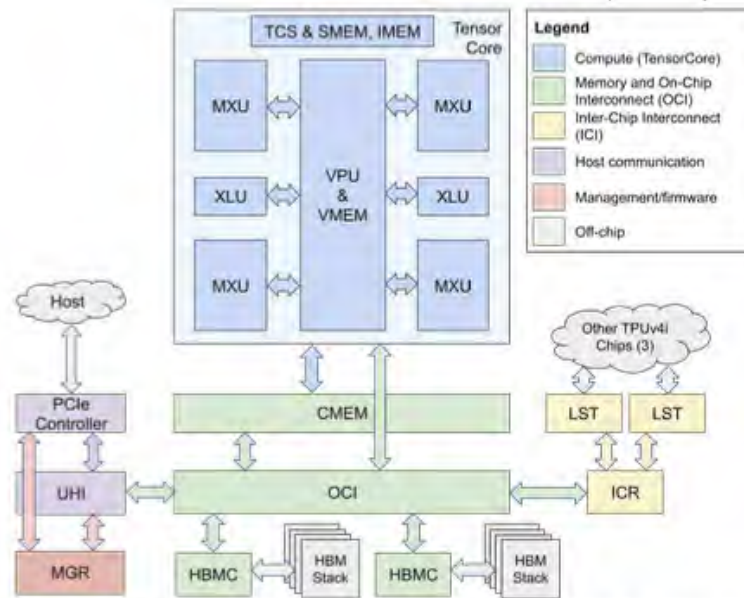 TCS & SMEM, IMEM
Tensor
Core
MXU
MXU
VPU
&
VMEM
XLU
XLU
MXU
MXU
Legend
Compute (TensorCore)
Memory and On-Chip
Interconnect (OCI)
Inter-Chip Interconnect
(ICI)
Host communication
Management/firmware
Off-chip
Host
Other TPUv4i
Chips (3)
PCIe
Controller
CMEM
LST
LST
UHI
OCI
ICR
MGR
HBMC
HBM
Stack
HBMC
HBM
Stack